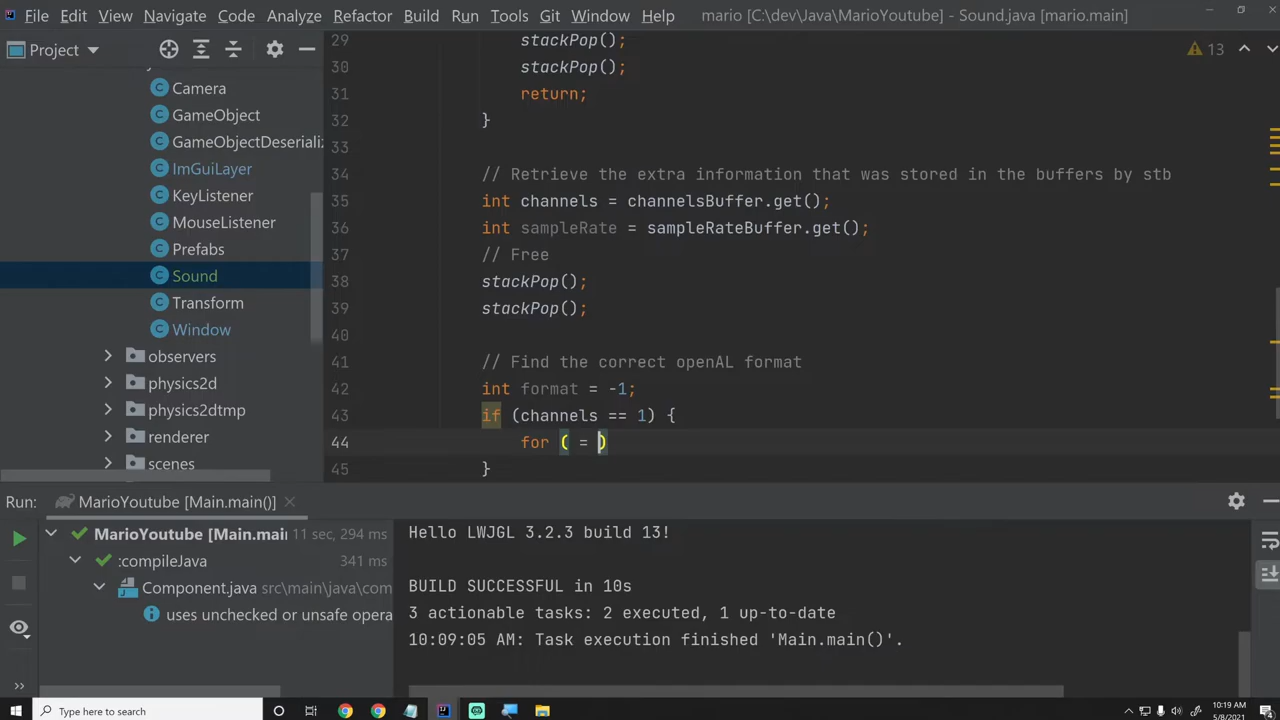 File Edit View Navigate Code Analyze Refactor Build Run Tools Git Window Help mario [C:\dev\Java\MarioYoutube] - Sound.java [mario.main]
Project
Camera
GameObject
GameObjectDeseriali
ImGuiLayer
KeyListener
MouseListener
Prefabs
Sound
Transform
Window
observers
physics2d
physics2dtmp
renderer
scenes
13
29 stackPop();
30 stackPop();
31 return;
32 }
33
34 // Retrieve the extra information that was stored in the buffers by stb
35 int channels = channelsBuffer.get();
36 int sampleRate = sampleRateBuffer.get();
37 // Free
38 stackPop();
39 stackPop();
40
41 // Find the correct openAL format
42 int format = -1;
43 if (channels == 1) {
44 for ( = )
45 }
Run: MarioYoutube [Main.main()]
MarioYoutube [Main.mai 11 sec, 294 ms
:compileJava 341 ms
Component.java src\main\java\com
uses unchecked or unsafe opera
Hello LWJGL 3.2.3 build 13!
BUILD SUCCESSFUL in 10s
3 actionable tasks: 2 executed, 1 up-to-date
10:09:05 AM: Task execution finished 'Main.main()'.
Type here to search
10:19 AM
5/8/2021